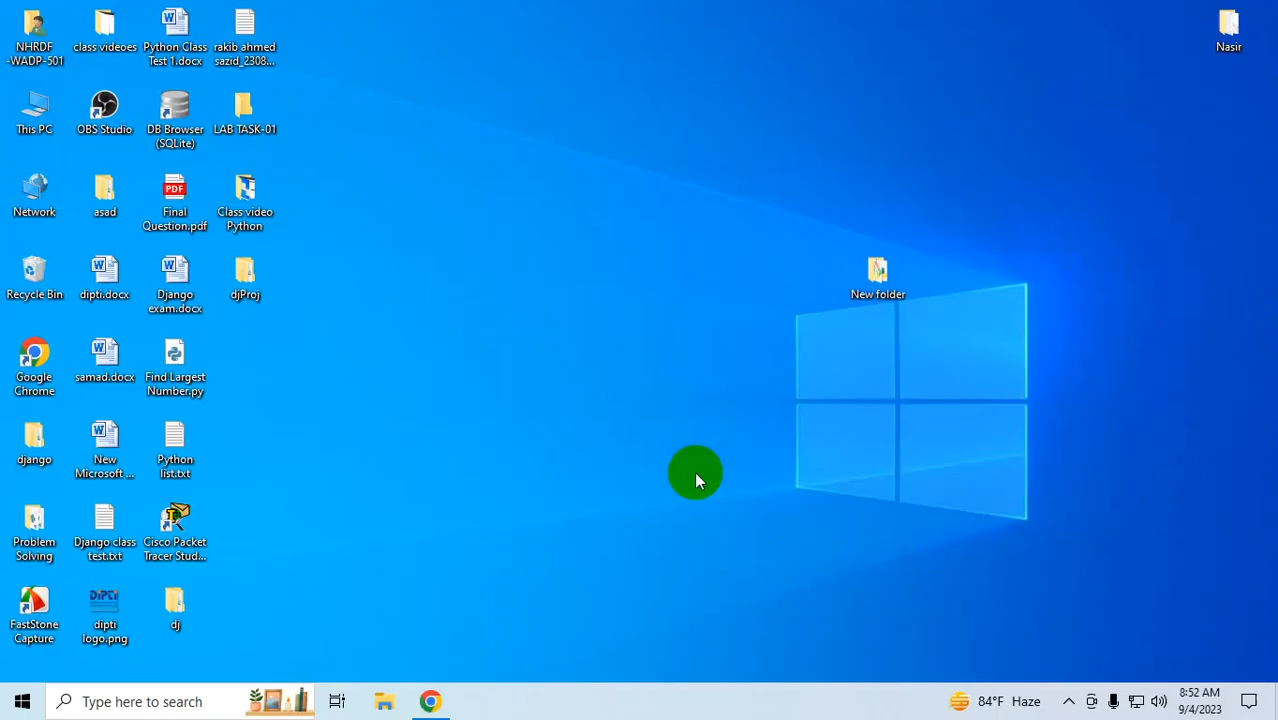 NHRDF
-WADP-501
class videoes
Python Class
Test 1.docx
rakib ahmed
sazid_2308...
Nasir
This PC
OBS Studio
DB Browser
(SQLite)
LAB TASK-01
Network
asad
PDF
Final
Question.pdf
Class video
Python
Recycle Bin
dipti.docx
Django
exam.docx
djProj
New folder
Google
Chrome
samad.docx
Find Largest
Number.py
django
New
Microsoft ...
Python
list.txt
Problem
Solving
Django class
test.txt
Cisco Packet
Tracer Stud...
FastStone
Capture
DIPTI
dipti
logo.png
dj
Type here to search
84°F Haze
8:52 AM
9/4/2023